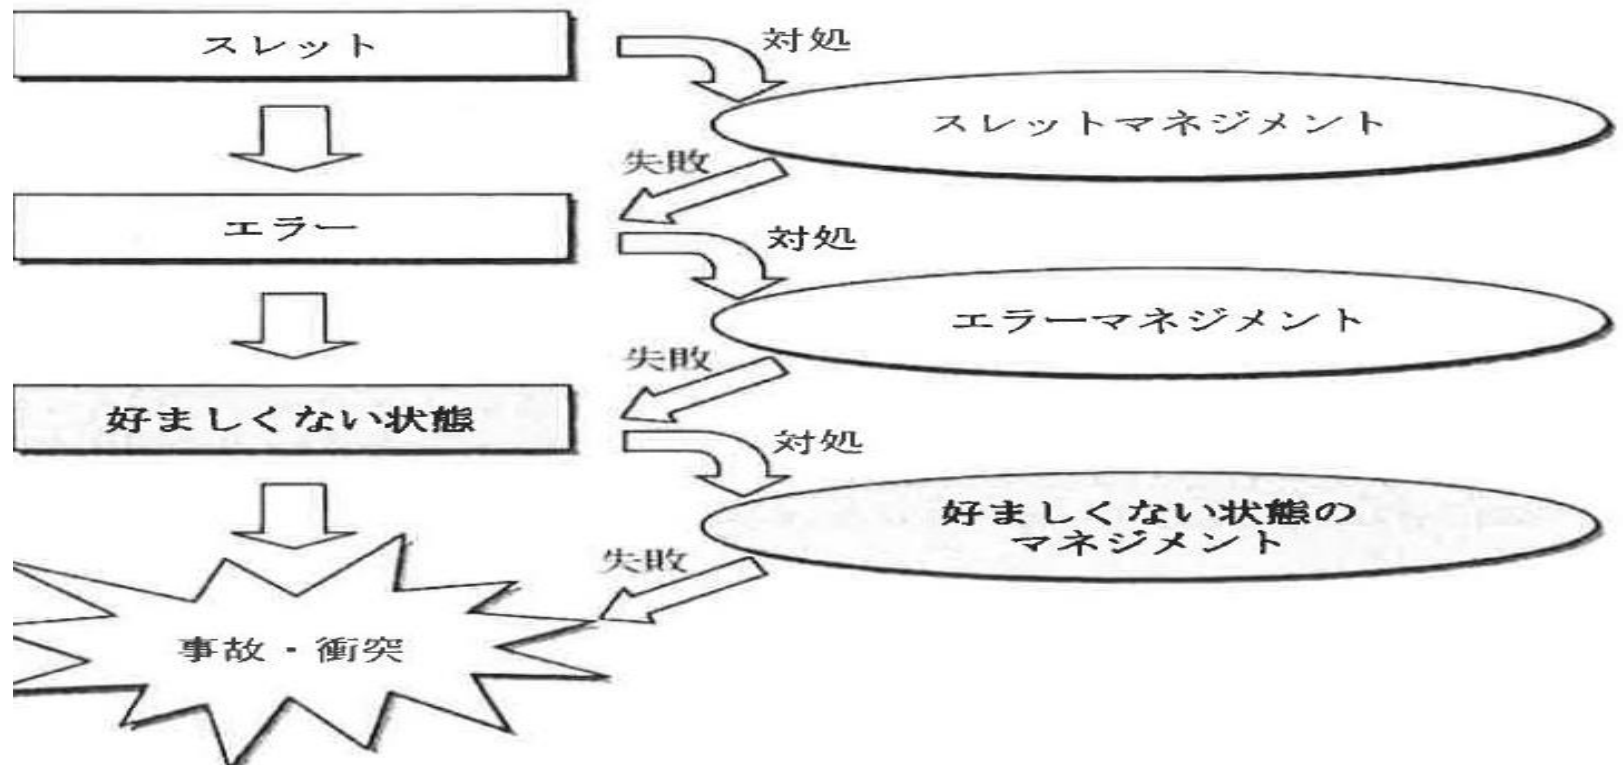 スレット
対処
スレットマネジメント
失敗
エラー
対処
エラーマネジメント
失敗
好ましくない状態
対処
好ましくない状態の
マネジメント
失敗
事故・衝突